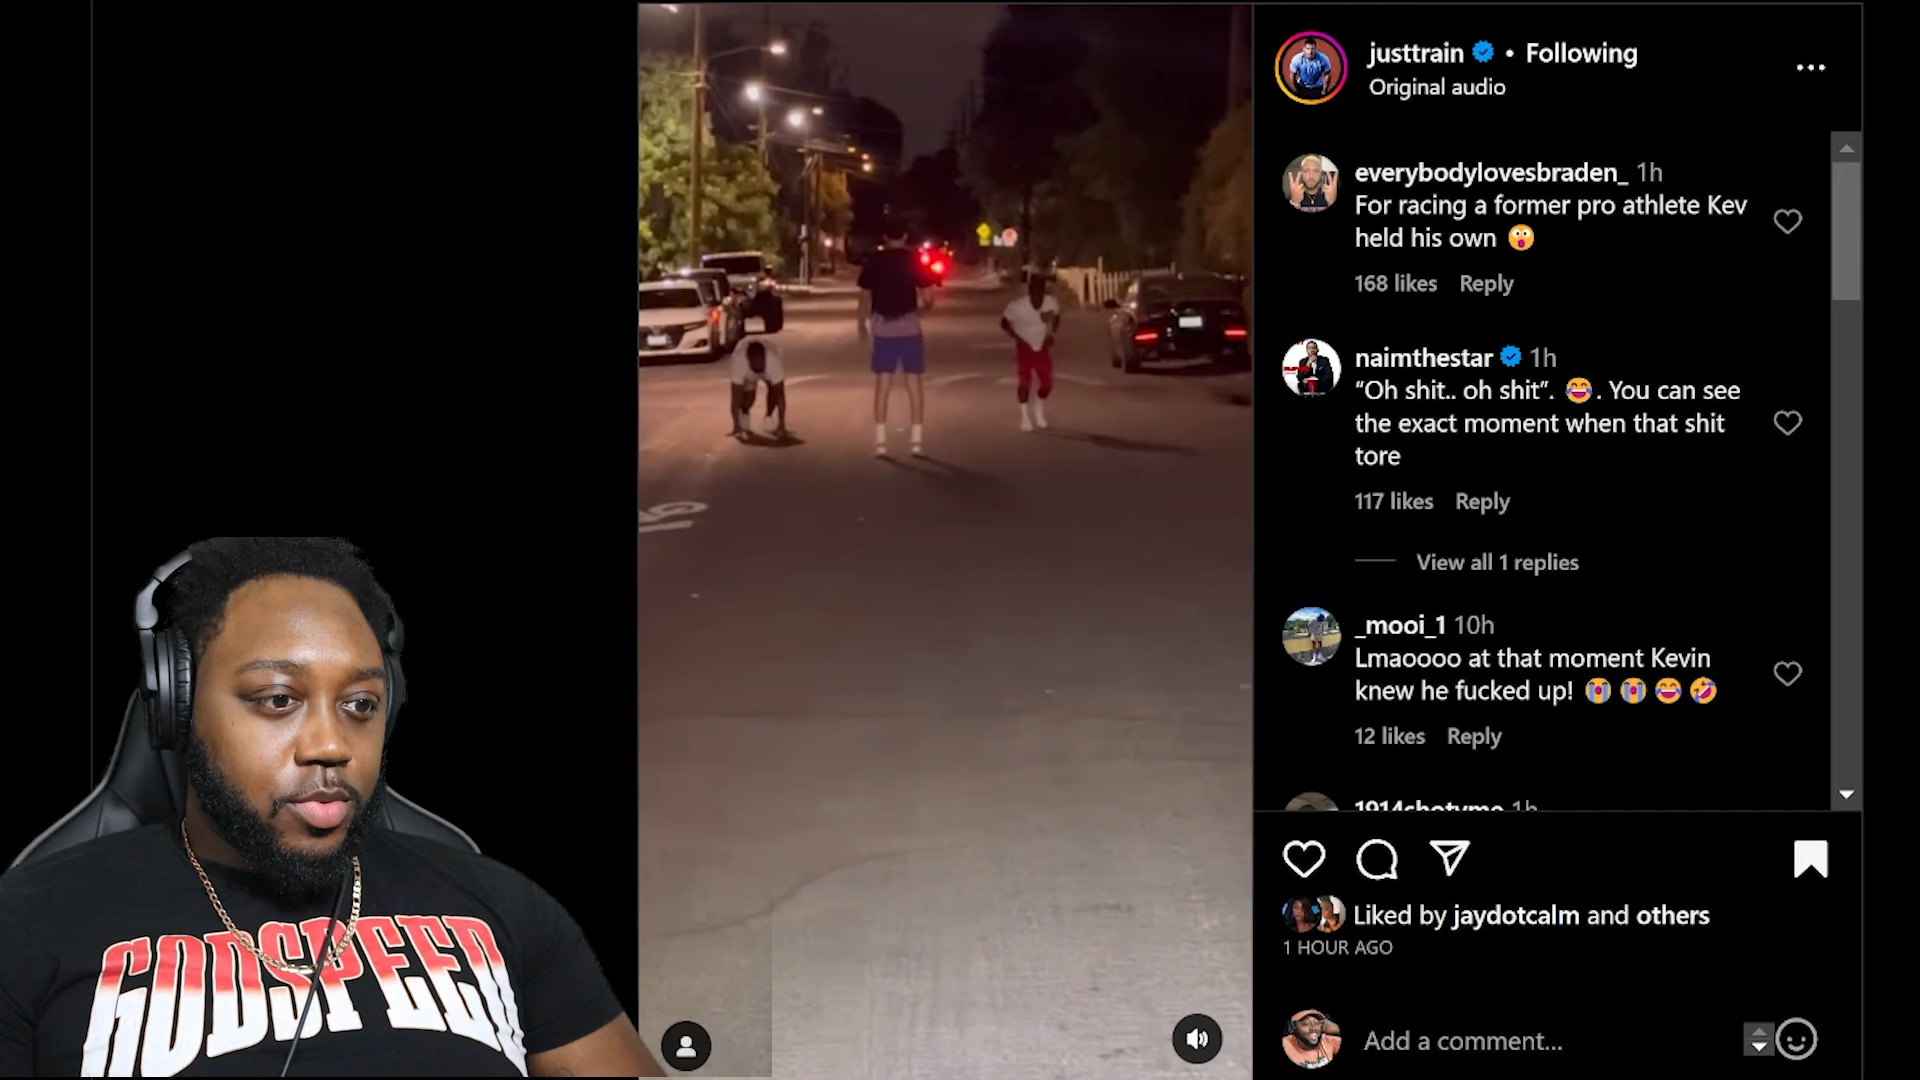 justtrain • Following
Original audio
everybodylovesbraden_ 1h
For racing a former pro athlete Kev
held his own 😲
168 likes Reply
naimthestar 1h
“Oh shit.. oh shit”. 😂. You can see
the exact moment when that shit
tore
117 likes Reply
View all 1 replies
_mooi_1 10h
Lmaoooo at that moment Kevin
knew he fucked up! 😭😭😂🤣
12 likes Reply
Liked by jaydotcalm and others
1 HOUR AGO
Add a comment...
GODSPEED